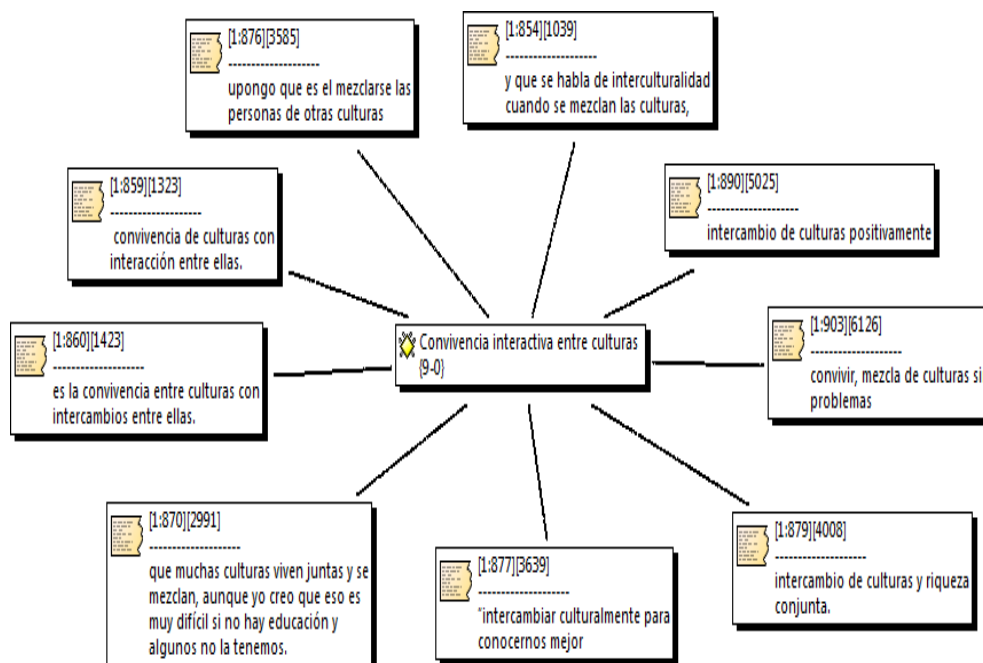 [1:876][3585]
--------------------
upongo que es el mezclarse las
personas de otras culturas
[1:854][1039]
--------------------
y que se habla de interculturalidad
cuando se mezclan las culturas,
[1:859][1323]
--------------------
convivencia de culturas con
interacción entre ellas.
[1:890][5025]
--------------------
intercambio de culturas positivamente
[1:860][1423]
--------------------
es la convivencia entre culturas con
intercambios entre ellas.
Convivencia interactiva entre culturas
{9-0}
[1:903][6126]
--------------------
convivir, mezcla de culturas si
problemas
[1:870][2991]
--------------------
que muchas culturas viven juntas y se
mezclan, aunque yo creo que eso es
muy difícil si no hay educación y
algunos no la tenemos.
[1:877][3639]
--------------------
"intercambiar culturalmente para
conocernos mejor
[1:879][4008]
--------------------
intercambio de culturas y riqueza
conjunta.